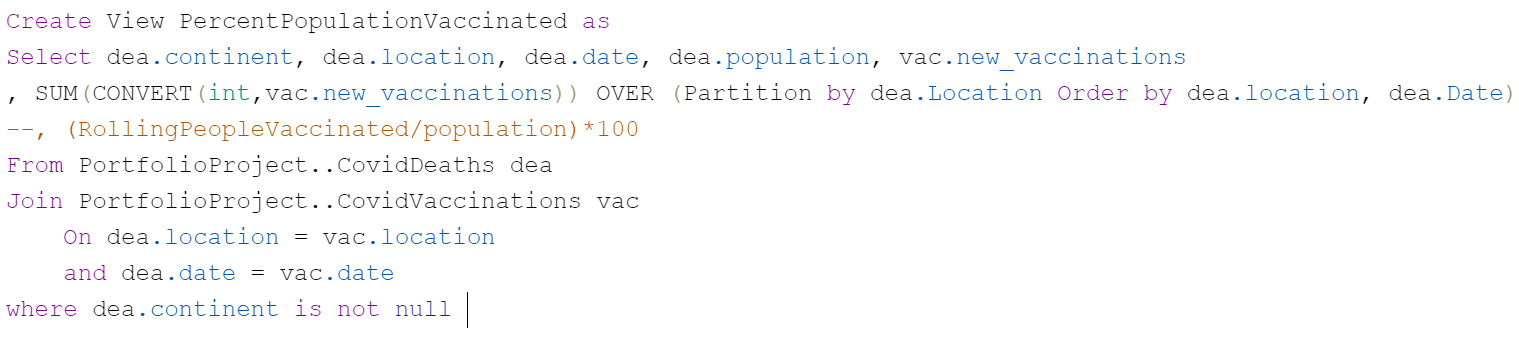 Create View PercentPopulationVaccinated as
Select dea.continent, dea.location, dea.date, dea.population, vac.new_vaccinations
, SUM(CONVERT(int,vac.new_vaccinations)) OVER (Partition by dea.Location Order by dea.location, dea.Date)
--, (RollingPeopleVaccinated/population)*100
From PortfolioProject..CovidDeaths dea
Join PortfolioProject..CovidVaccinations vac
    On dea.location = vac.location
    and dea.date = vac.date
where dea.continent is not null